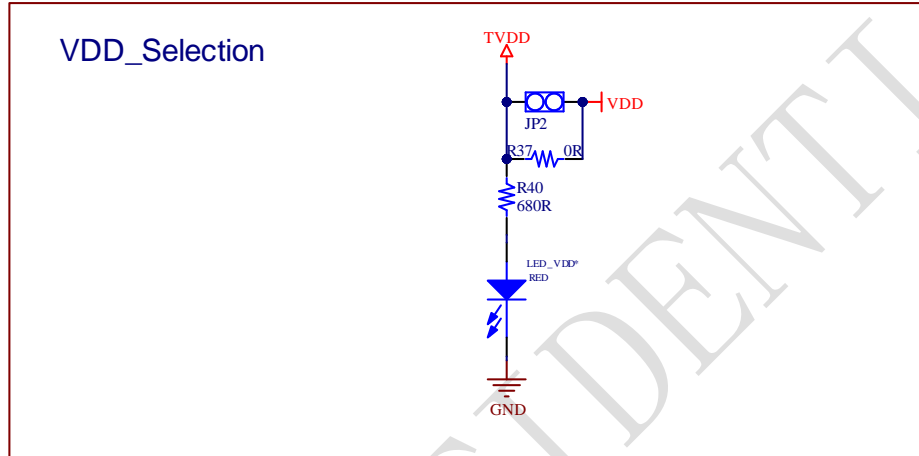 VDD_Selection
TVDD
VDD
JP2
R37 0R
R40
680R
LED_VDD*
RED
GND